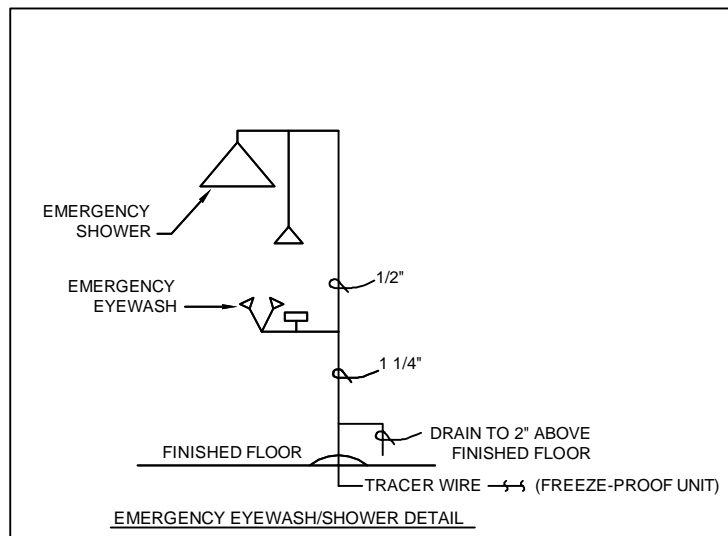 EMERGENCY
SHOWER
1/2"
EMERGENCY
EYEWASH
1 1/4"
DRAIN TO 2" ABOVE
FINISHED FLOOR
FINISHED FLOOR
TRACER WIRE (FREEZE-PROOF UNIT)
EMERGENCY EYEWASH/SHOWER DETAIL